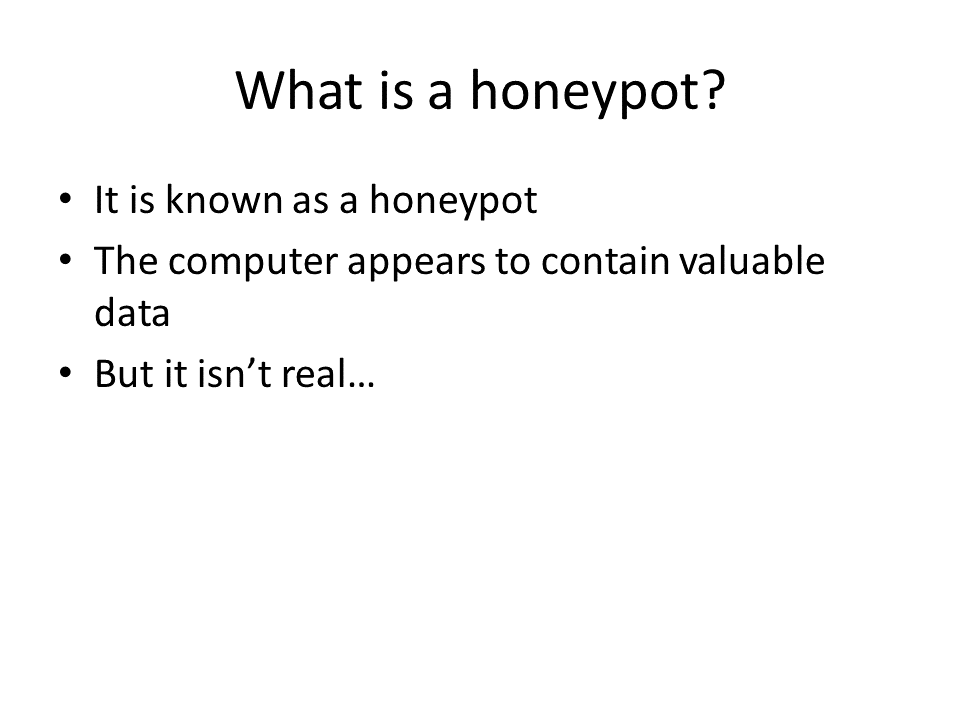 What is a honeypot?
• It is known as a honeypot
• The computer appears to contain valuable
data
• But it isn’t real…